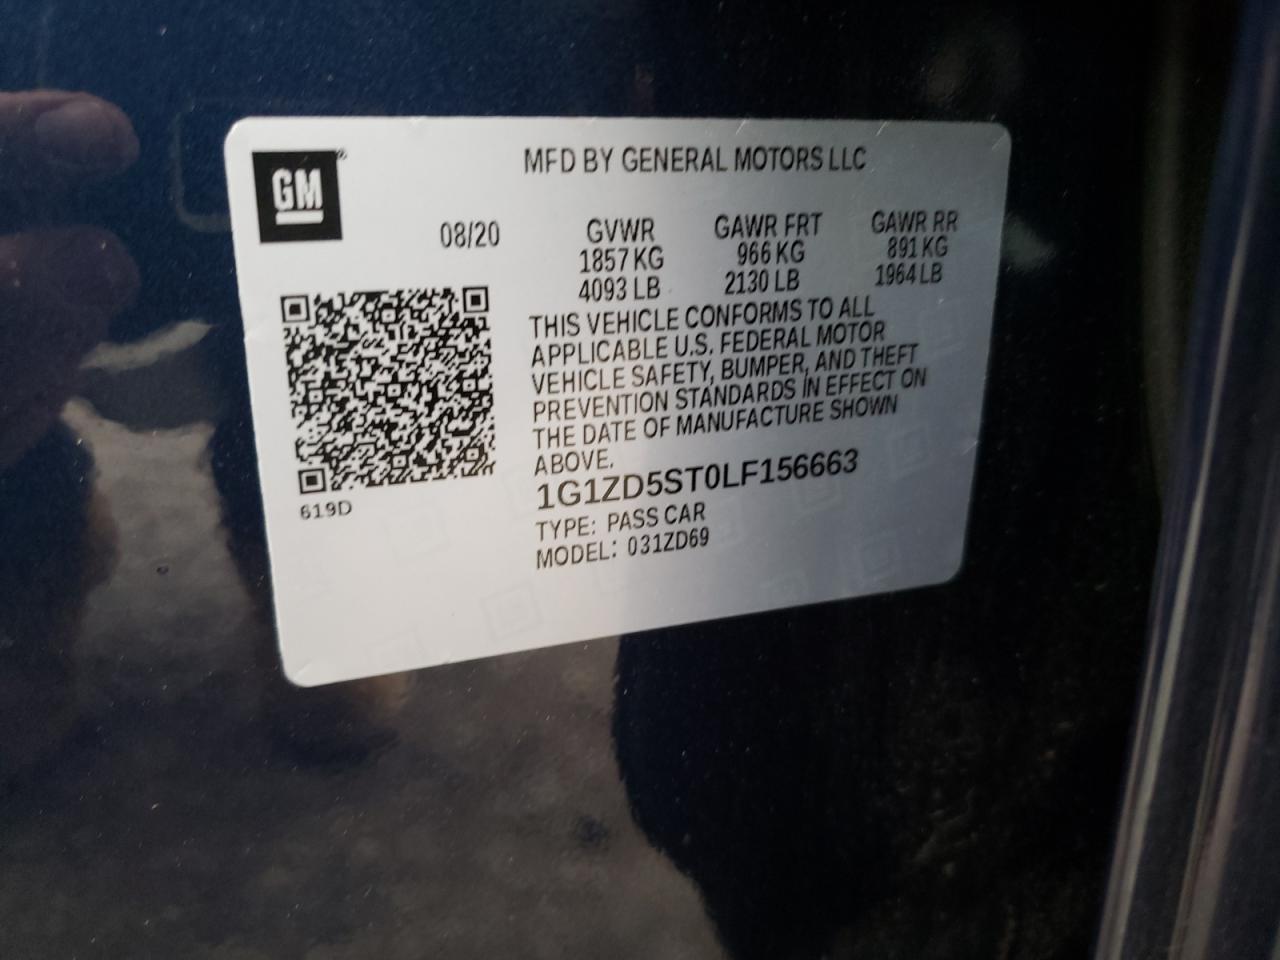 GM®
MFD BY GENERAL MOTORS LLC
08/20
GVWR GAWR FRT GAWR RR
1857 KG 966 KG 891 KG
4093 LB 2130 LB 1964 LB
THIS VEHICLE CONFORMS TO ALL
APPLICABLE U.S. FEDERAL MOTOR
VEHICLE SAFETY, BUMPER, AND THEFT
PREVENTION STANDARDS IN EFFECT ON
THE DATE OF MANUFACTURE SHOWN
ABOVE.
1G1ZD5ST0LF156663
TYPE: PASS CAR
MODEL: 031ZD69
619D